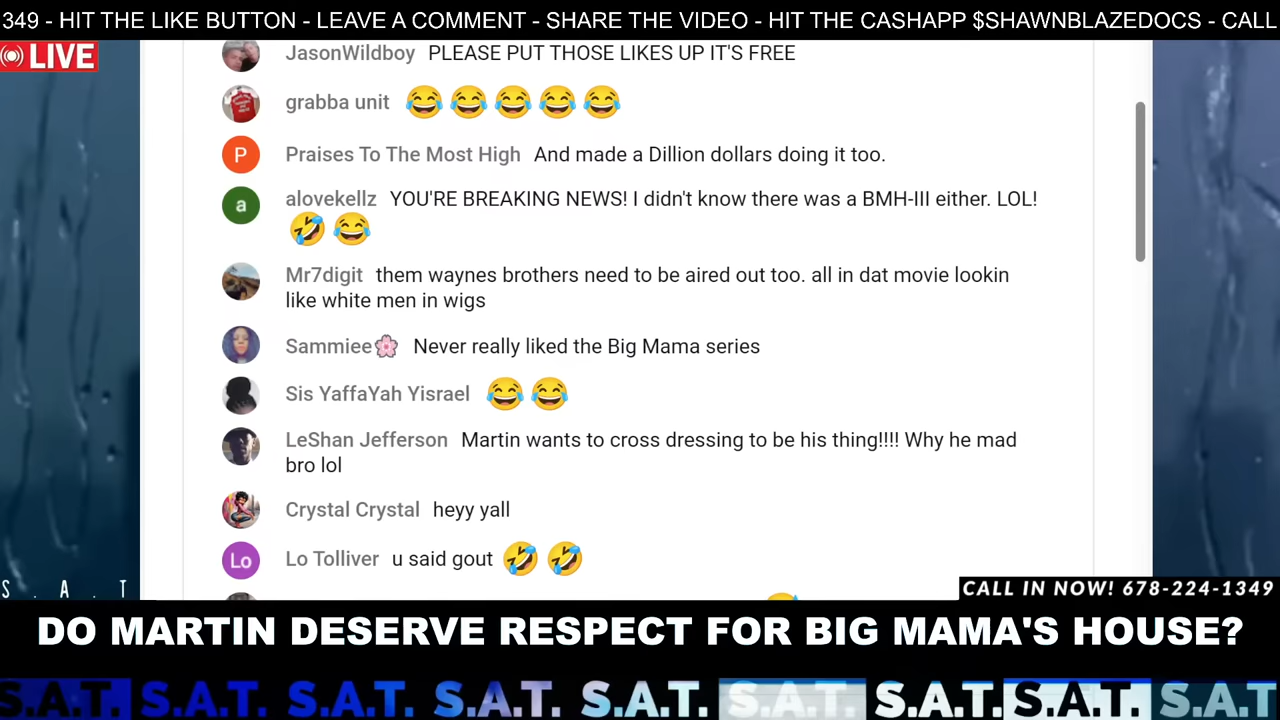 349 - HIT THE LIKE BUTTON - LEAVE A COMMENT - SHARE THE VIDEO - HIT THE CASHAPP $SHAWNBLAZEDOCS - CALL
LIVE
JasonWildboy PLEASE PUT THOSE LIKES UP IT'S FREE
grabba unit 😂😂😂😂😂
P Praises To The Most High And made a Dillion dollars doing it too.
a alovekellz YOU'RE BREAKING NEWS! I didn't know there was a BMH-III either. LOL!
🤣😂
Mr7digit them waynes brothers need to be aired out too. all in dat movie lookin
like white men in wigs
Sammiee🌸 Never really liked the Big Mama series
Sis YaffaYah Yisrael 😂😂
LeShan Jefferson Martin wants to cross dressing to be his thing!!!! Why he mad
bro lol
Crystal Crystal heyy yall
Lo Lo Tolliver u said gout 🤣🤣
S . A . T
CALL IN NOW! 678-224-1349
DO MARTIN DESERVE RESPECT FOR BIG MAMA'S HOUSE?
S.A.T. S.A.T. S.A.T. S.A.T. S.A.T. S.A.T. S.A.T. S.A.T. S.A.T